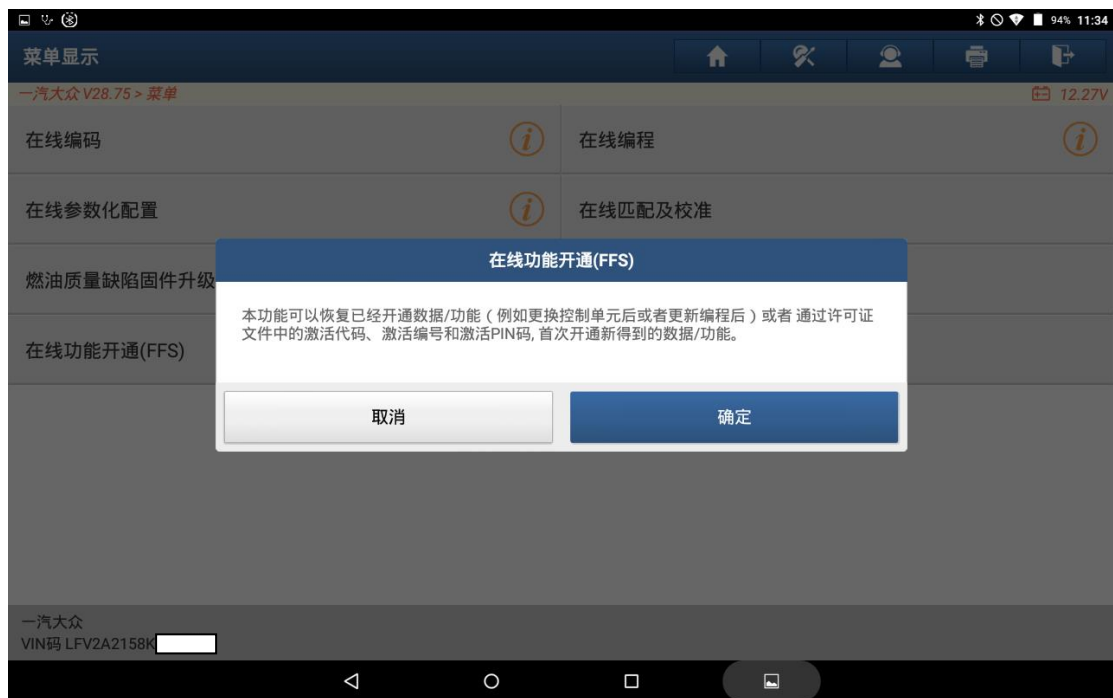 94% 11:34
菜单显示
一汽大众 V28.75 > 菜单
12.27V
在线编码
在线编程
在线参数化配置
在线匹配及校准
燃油质量缺陷固件升级
在线功能开通(FFS)
在线功能开通(FFS)
本功能可以恢复已经开通数据/功能 ( 例如更换控制单元后或者更新编程后 ) 或者 通过许可证
文件中的激活代码、激活编号和激活PIN码, 首次开通新得到的数据/功能。
取消
确定
一汽大众
VIN码 LFV2A2158K